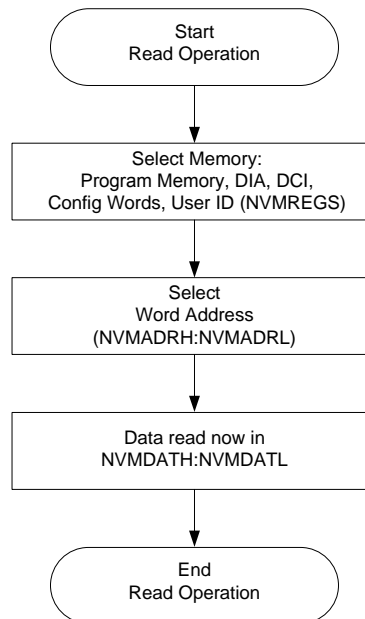 Start
Read Operation
Select Memory:
Program Memory, DIA, DCI,
Config Words, User ID (NVMREGS)
Select
Word Address
(NVMADRH:NVMADRL)
Data read now in
NVMDATH:NVMDATL
End
Read Operation